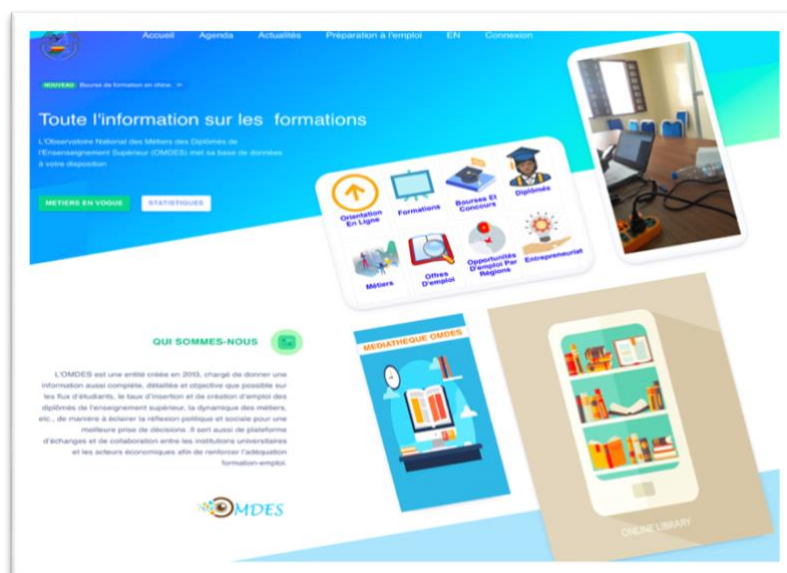 Accueil Agenda Actualités Préparation à l'emploi EN Connexion
NOUVEAU Bourse de formation en chine.
Toute l'information sur les formations
L'Observatoire National des Métiers des Diplômés de
l'Ensenseignement Supérieur (OMDES) met sa base de données
à votre disposition
METIERS EN VOGUE STATISTIQUES
Orientation
En Ligne
Formations
Bourses Et
Concours
Diplômés
Métiers
Offres
D'emploi
Opportunités
D'emploi Par
Régions
Entrepreneuriat
QUI SOMMES-NOUS
L'OMDES est une entité créée en 2013, chargé de donner une
information aussi complète, détaillée et objective que possible sur
les flux d'étudiants, le taux d'insertion et de création d'emploi des
diplômés de l'enseignement supérieur, la dynamique des métiers,
etc., de manière à éclairer la réflexion politique et sociale pour une
meilleure prise de décisions. Il sert aussi de plateforme
d'échanges et de collaboration entre les institutions universitaires
et les acteurs économiques afin de renforcer l'adéquation
formation-emploi.
OMDES
MEDIATHEQUE OMDES
ONLINE LIBRARY